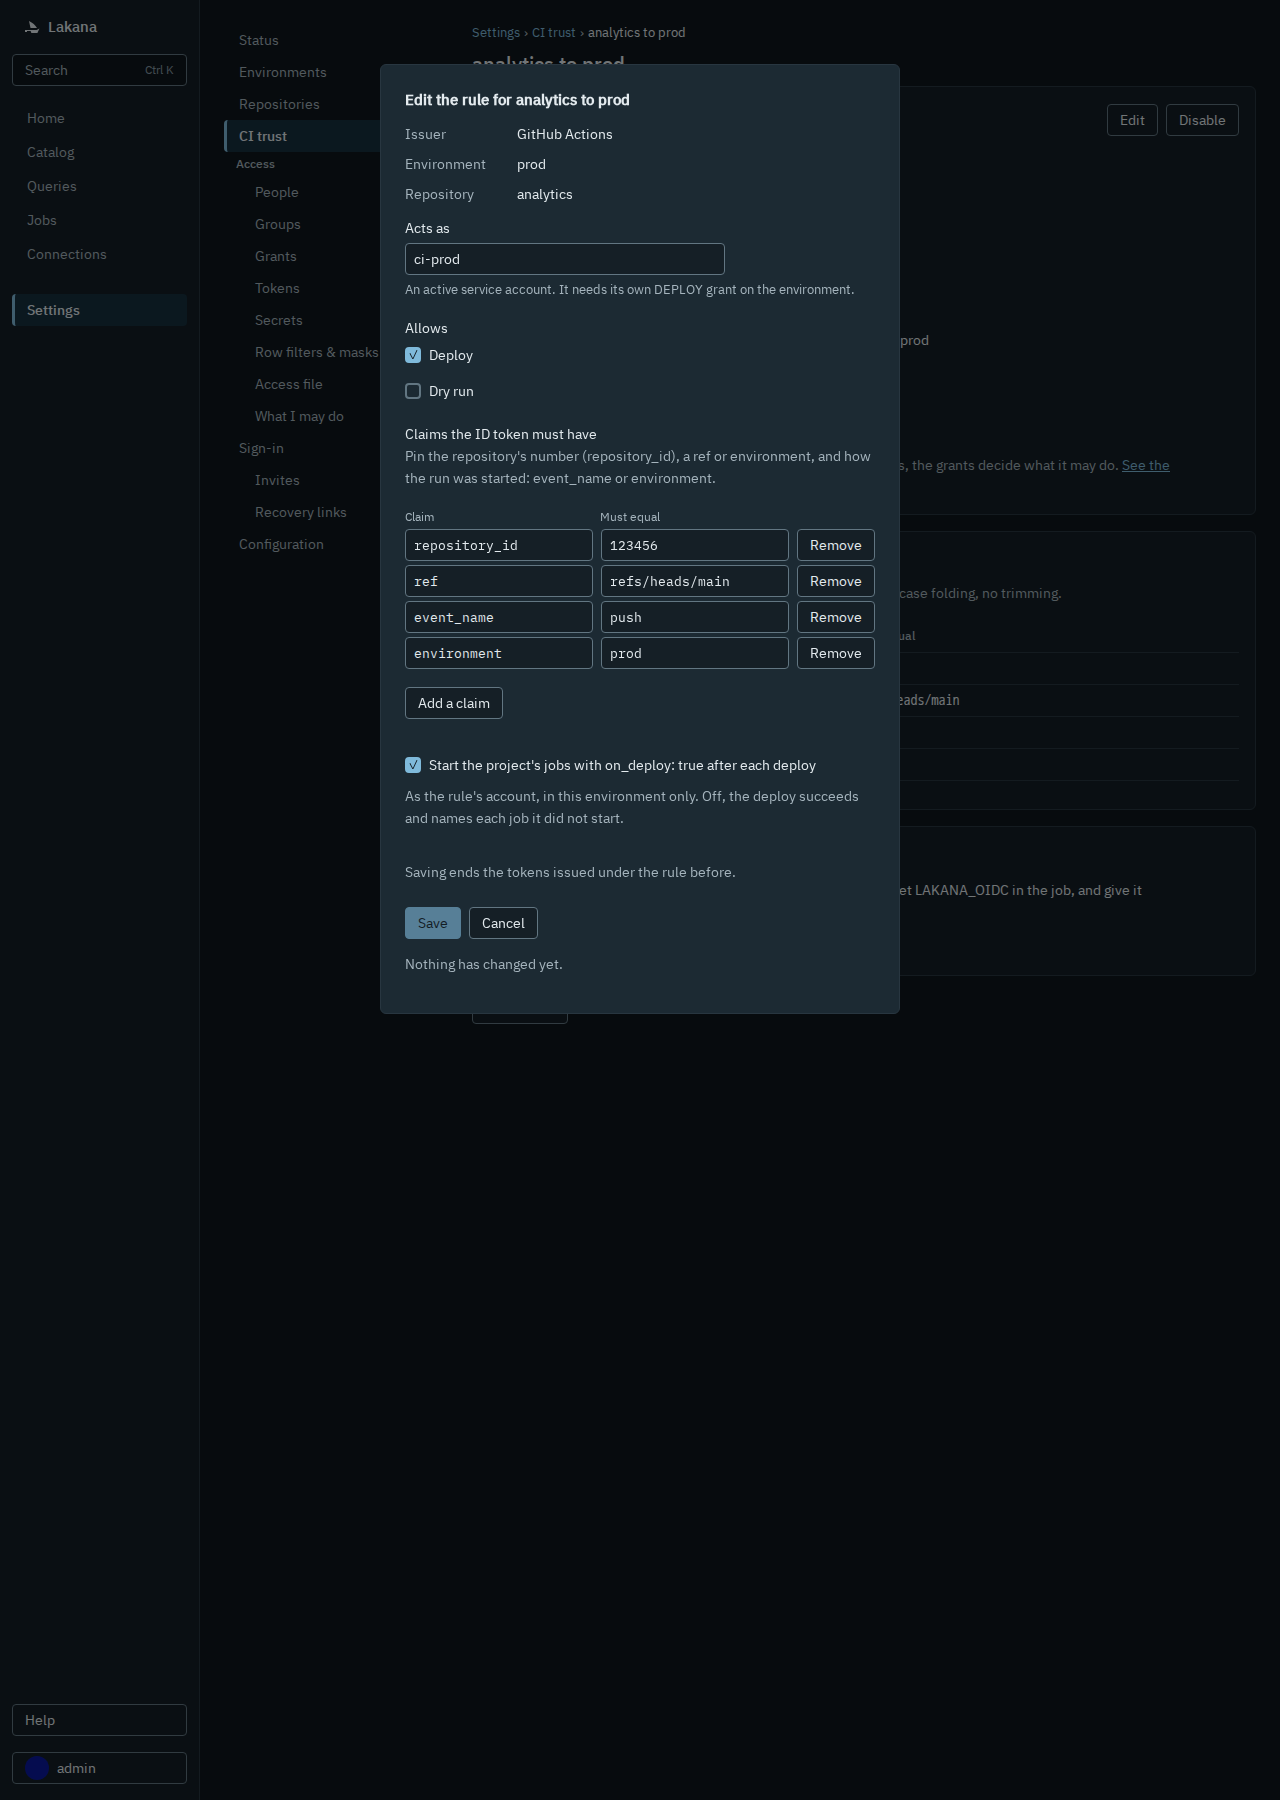 Lakana
Search Ctrl K
Home
Catalog
Queries
Jobs
Connections
Settings
Help
admin
Status
Environments
Repositories
CI trust
Access
People
Groups
Grants
Tokens
Secrets
Row filters & masks
Access file
What I may do
Sign-in
Invites
Recovery links
Configuration
Settings › CI trust › analytics to prod
analytics to prod
Edit Disable
prod
s, the grants decide what it may do. See the
case folding, no trimming.
ual
eads/main
et LAKANA_OIDC in the job, and give it
Edit the rule for analytics to prod
Issuer GitHub Actions
Environment prod
Repository analytics
Acts as
ci-prod
An active service account. It needs its own DEPLOY grant on the environment.
Allows
Deploy
Dry run
Claims the ID token must have
Pin the repository's number (repository_id), a ref or environment, and how
the run was started: event_name or environment.
Claim Must equal
repository_id 123456 Remove
ref refs/heads/main Remove
event_name push Remove
environment prod Remove
Add a claim
Start the project's jobs with on_deploy: true after each deploy
As the rule's account, in this environment only. Off, the deploy succeeds
and names each job it did not start.
Saving ends the tokens issued under the rule before.
Save Cancel
Nothing has changed yet.